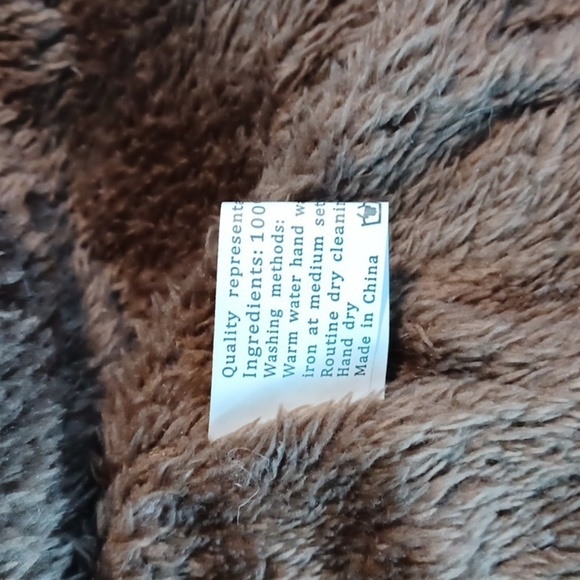 Quality represent
Ingredients: 100
Washing methods:
Warm water hand w
iron at medium set
Routine dry cleani
Hand dry
Made in China